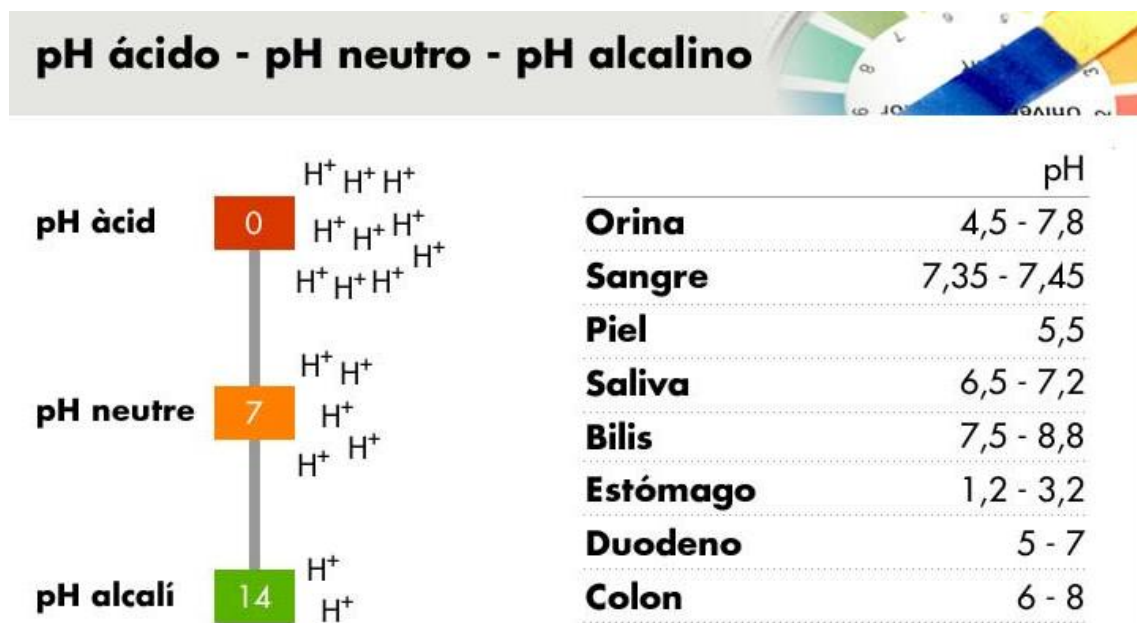 pH ácido - pH neutro - pH alcalino
pH àcid
0
H+ H+ H+
H+ H+ H+
H+
H+ H+ H+
pH neutre
7
H+ H+
H+
H+ H+
pH alcalí
14
H+
H+
pH
Orina 4,5 - 7,8
Sangre 7,35 - 7,45
Piel 5,5
Saliva 6,5 - 7,2
Bilis 7,5 - 8,8
Estómago 1,2 - 3,2
Duodeno 5 - 7
Colon 6 - 8